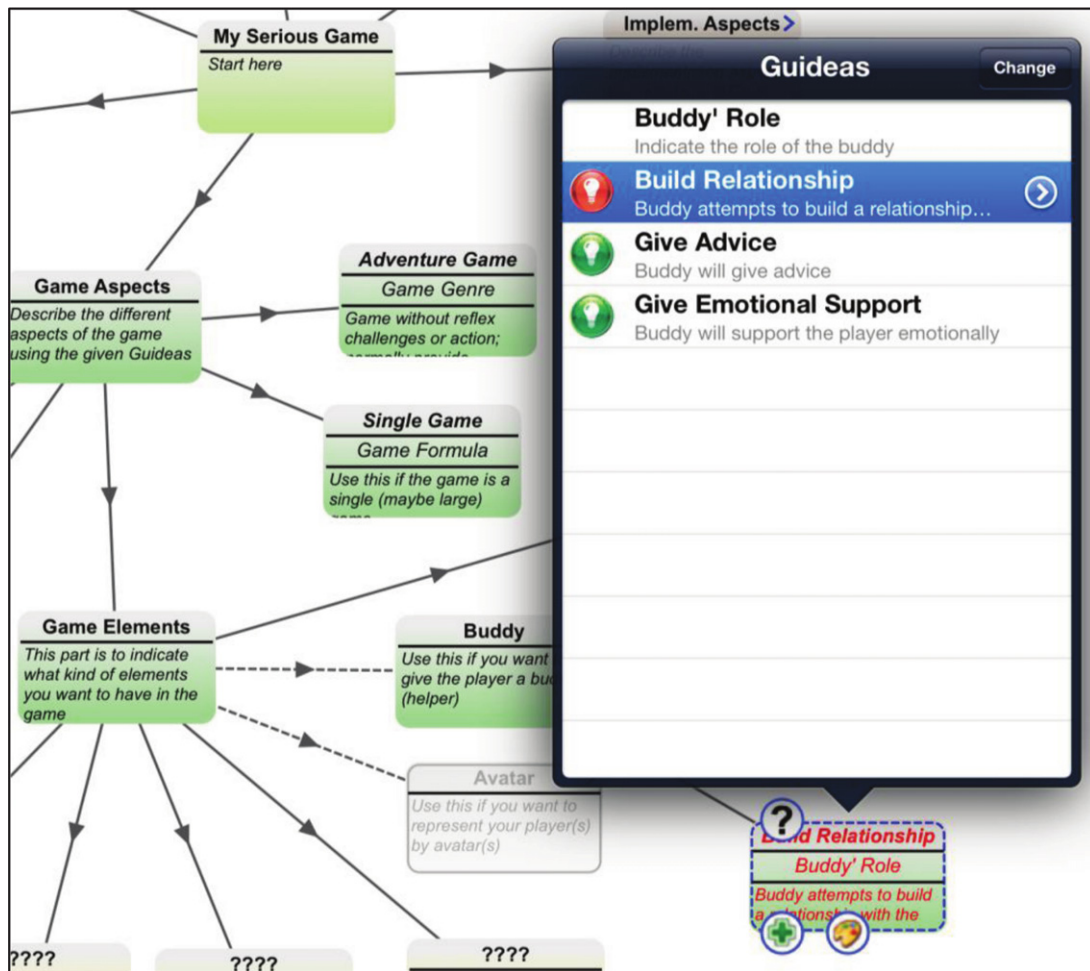 My Serious Game
Start here
Implem. Aspects
Guideas
Change
Buddy' Role
Indicate the role of the buddy
Build Relationship
Buddy attempts to build a relationship...
Give Advice
Buddy will give advice
Give Emotional Support
Buddy will support the player emotionally
Game Aspects
Describe the different
aspects of the game
using the given Guideas
Adventure Game
Game Genre
Game without reflex
challenges or action;
normally provide
Single Game
Game Formula
Use this if the game is a
single (maybe large)
game
Game Elements
This part is to indicate
what kind of elements
you want to have in the
game
Buddy
Use this if you want
give the player a
(helper)
Avatar
Use this if you want to
represent your player(s)
by avatar(s)
?
Build Relationship
Buddy' Role
Buddy attempts to build
a relationship with the
????
????
????